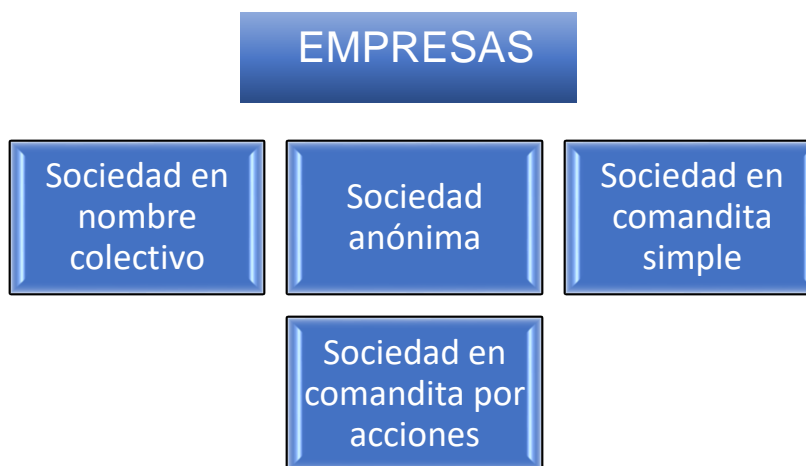 EMPRESAS
Sociedad en
nombre
colectivo
Sociedad
anónima
Sociedad en
comandita
simple
Sociedad en
comandita por
acciones